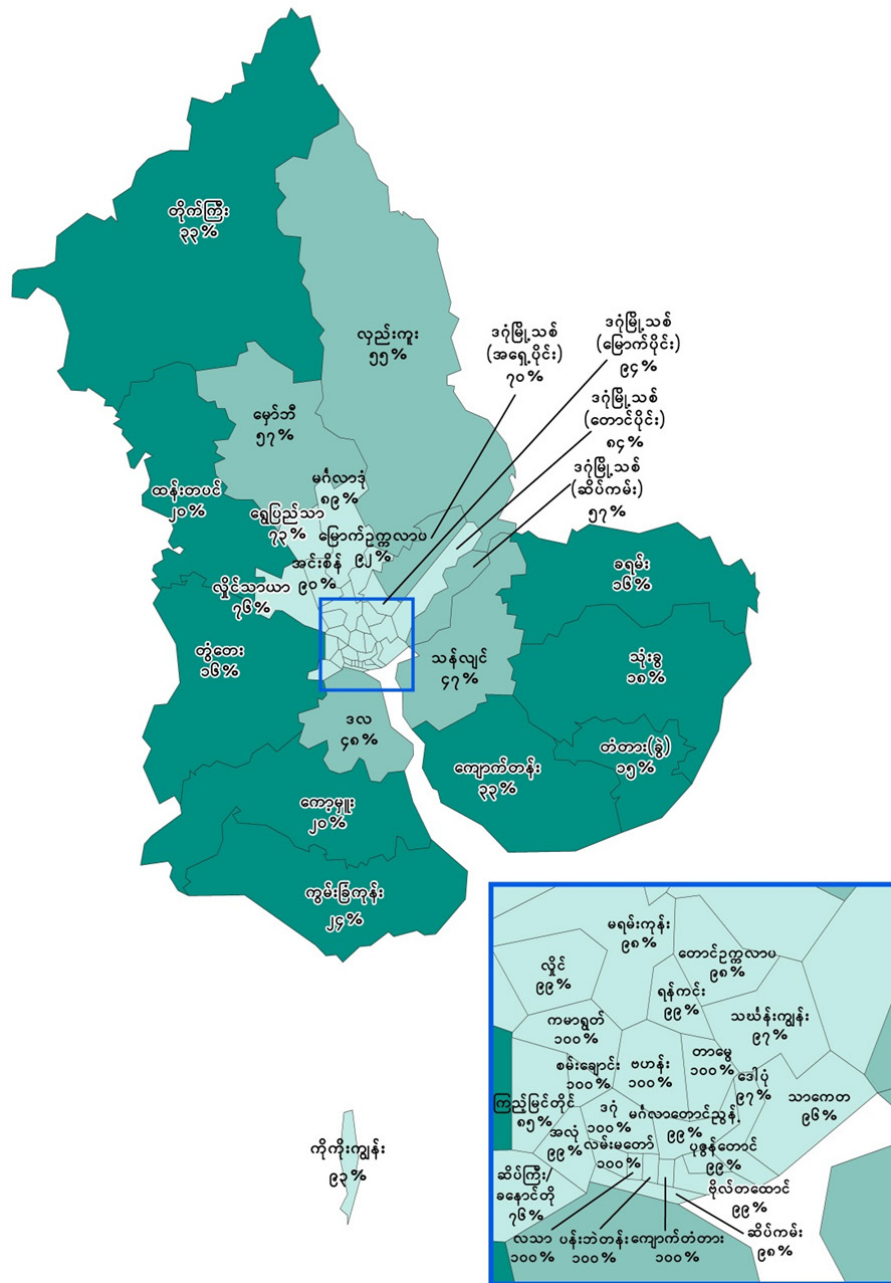 တိုက်ကြီး
၃၃%
လှည်းကူး
၅၅%
ဒဂုံမြို့သစ်
(အရှေ့ပိုင်း)
၇၀%
ဒဂုံမြို့သစ်
(မြောက်ပိုင်း)
၉၄%
ဒဂုံမြို့သစ်
(တောင်ပိုင်း)
၈၄%
ဒဂုံမြို့သစ်
(ဆိပ်ကမ်း)
၅၇%
မှော်ဘီ
၅၇%
မင်္ဂလာဒုံ
၈၉%
ထန်းတပင်
၂၀%
ရွှေပြည်သာ
၇၃%
မြောက်ဥက္ကလာပ
၉၂%
အင်းစိန်
၉၀%
လှိုင်သာယာ
၇၆%
ခရမ်း
၁၆%
တွံတေး
၁၆%
သန်လျင်
၄၇%
သုံးခွ
၁၈%
ဒလ
၄၈%
တံတား(ခွဲ)
၁၅%
ကျောက်တန်း
၃၃%
ကော့မှူး
၂၀%
ကွမ်းခြံကုန်း
၂၄%
ကိုကိုးကျွန်း
၉၃%
မရမ်းကုန်း
၉၈%
လှိုင်
၉၉%
တောင်ဥက္ကလာပ
၉၈%
ရန်ကင်း
၉၉%
ကမာရွတ်
၁၀၀%
သင်္ဃန်းကျွန်း
၉၇%
စမ်းချောင်း
၁၀၀%
ဗဟန်း
၁၀၀%
တာမွေ
၁၀၀%
ဒေါပုံ
၉၇%
သာကေတ
၉၆%
ကြည့်မြင်တိုင်
၈၅%
ဒဂုံ
၁၀၀%
မင်္ဂလာတောင်ညွန့်
၉၉%
အလုံ
၉၉%
လမ်းမတော်
၁၀၀%
ပုဇွန်တောင်
၉၉%
ဆိပ်ကြီး/
ခနောင်တို
၇၆%
ဗိုလ်တထောင်
၉၉%
ဆိပ်ကမ်း
၉၈%
လသာ
၁၀၀%
ပန်းဘဲတန်း
၁၀၀%
ကျောက်တံတား
၁၀၀%